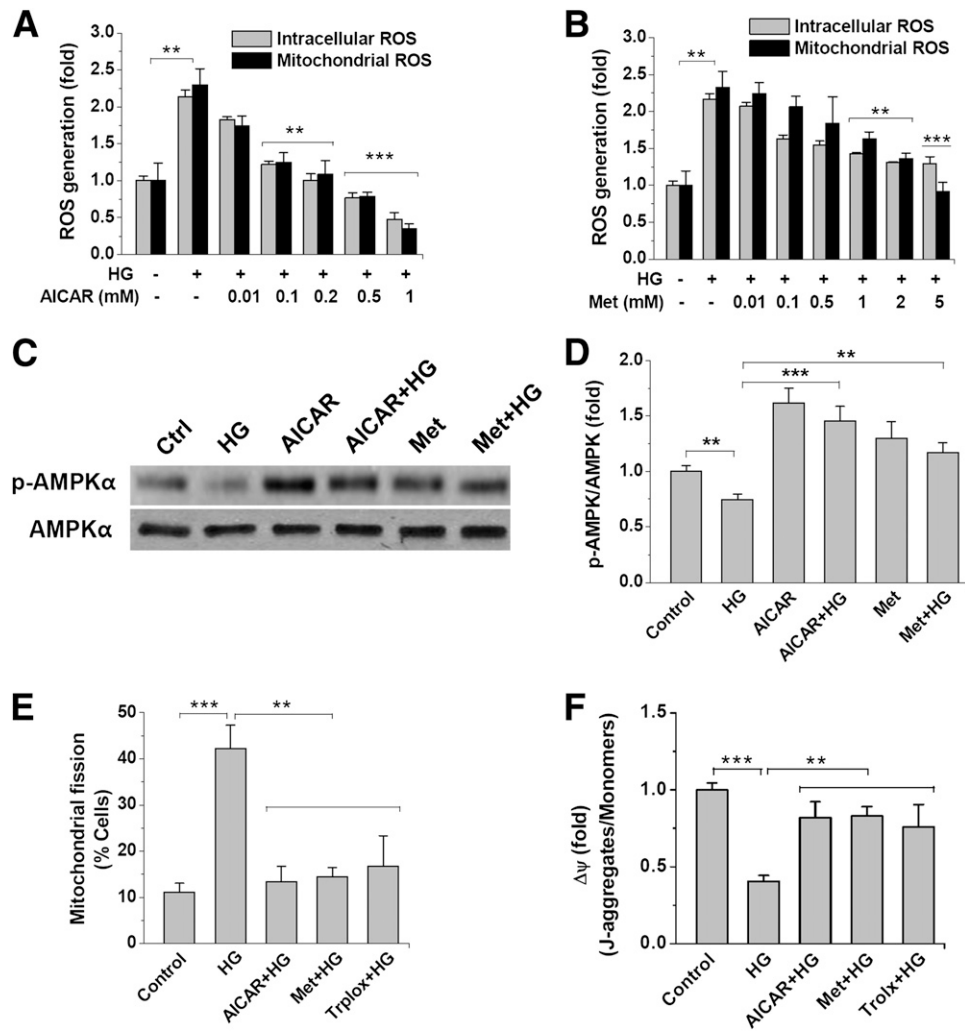 A
3.0
2.5
2.0
1.5
1.0
0.5
0.0
ROS generation (fold)
Intracellular ROS
Mitochondrial ROS
**
**
***
HG - + + + + + +
AICAR (mM) - - 0.01 0.1 0.2 0.5 1
B
3.0
2.5
2.0
1.5
1.0
0.5
0.0
ROS generation (fold)
Intracellular ROS
Mitochondrial ROS
**
**
***
HG - + + + + + + +
Met (mM) - - 0.01 0.1 0.5 1 2 5
C
Ctrl HG AICAR AICAR+HG Met Met+HG
p-AMPKα
AMPKα
D
2.0
1.5
1.0
0.5
0.0
p-AMPK/AMPK (fold)
**
***
**
Control HG AICAR AICAR+HG Met Met+HG
E
50
40
30
20
10
0
Mitochondrial fission
(% Cells)
***
**
Control HG AICAR+HG Met+HG Trplox+HG
F
1.5
1.0
0.5
0.0
Δψ (fold)
(J-aggregates/Monomers)
***
**
Control HG AICAR+HG Met+HG Trolx+HG